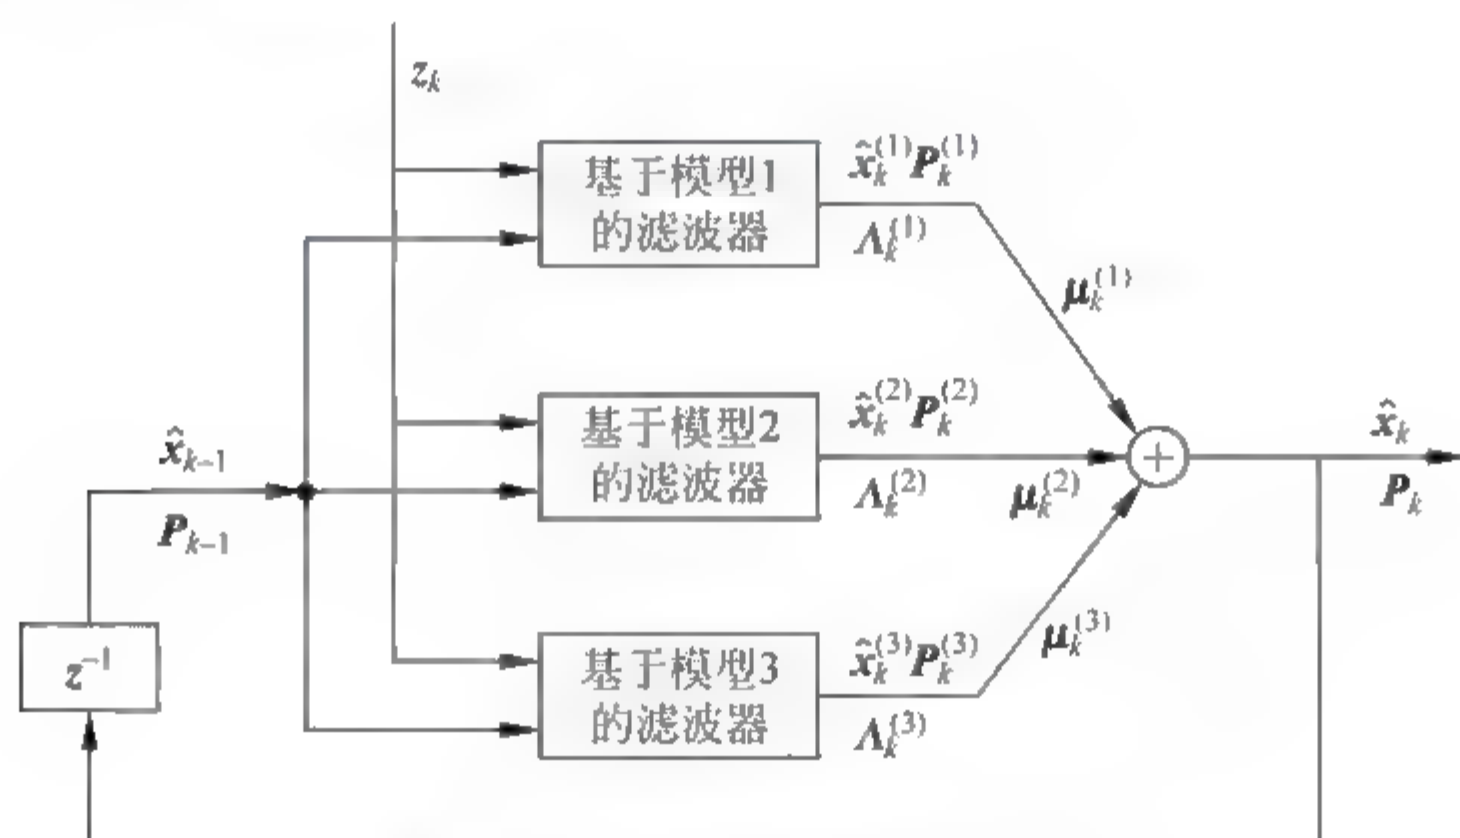 z_k
基于模型1
的滤波器
x̂_k^{(1)} P_k^{(1)}
Λ_k^{(1)}
μ_k^{(1)}
基于模型2
的滤波器
x̂_k^{(2)} P_k^{(2)}
Λ_k^{(2)}
μ_k^{(2)}
+
x̂_k
P_k
x̂_{k-1}
P_{k-1}
z^{-1}
基于模型3
的滤波器
x̂_k^{(3)} P_k^{(3)}
Λ_k^{(3)}
μ_k^{(3)}